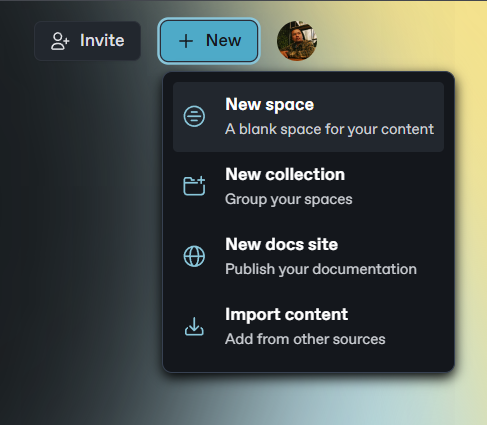 Invite
New
New space
A blank space for your content
New collection
Group your spaces
New docs site
Publish your documentation
Import content
Add from other sources